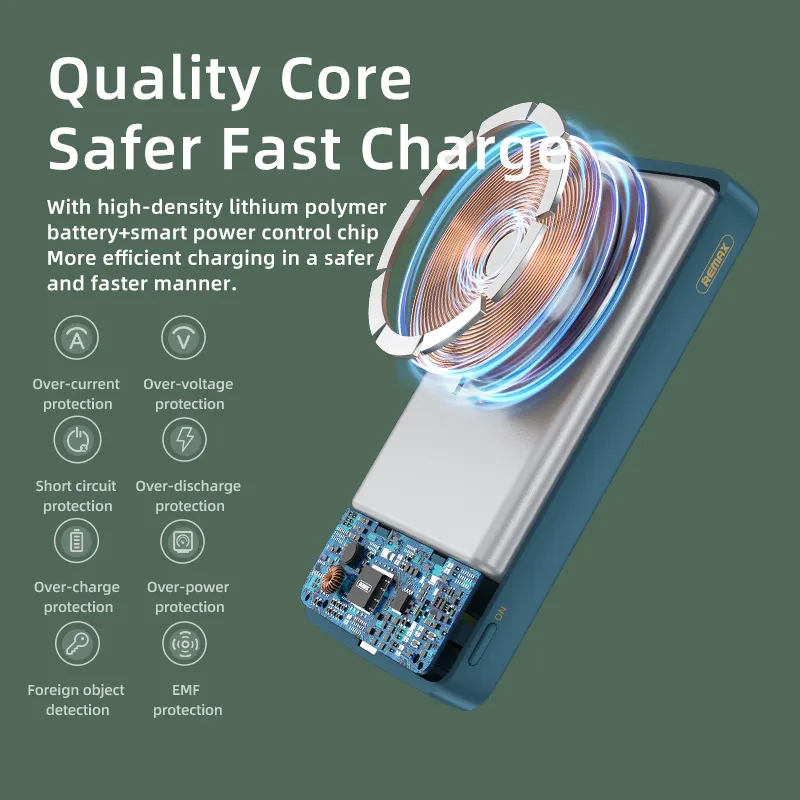 Quality Core
Safer Fast Charge
With high-density lithium polymer
battery+smart power control chip
More efficient charging in a safer
and faster manner.
A
V
Over-current
protection
Over-voltage
protection
Short circuit
protection
Over-discharge
protection
Over-charge
protection
Over-power
protection
Foreign object
detection
EMF
protection
REMAX
ON